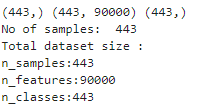 (443,) (443, 90000) (443,)
No of samples:  443
Total dataset size :
n_samples:443
n_features:90000
n_classes:443